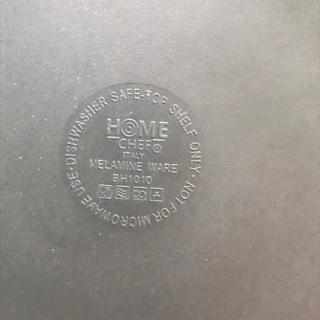 DISHWASHER SAFE-TOP SHELF ONLY • NOT FOR MICROWAVE USE •
HOME
CHEF
ITALY
MELAMINE WARE
BH1010